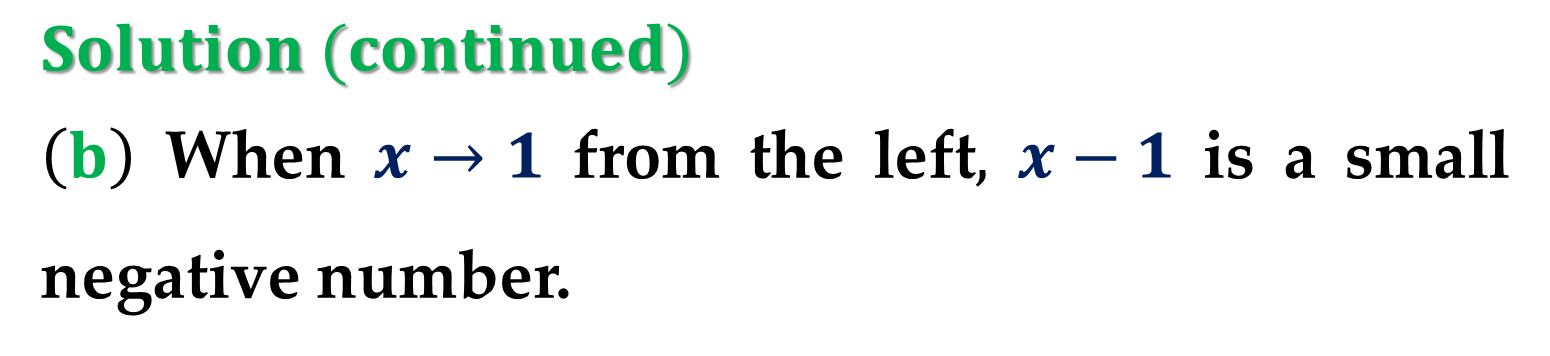 Solution (continued)
(b) When x → 1 from the left, x − 1 is a small
negative number.